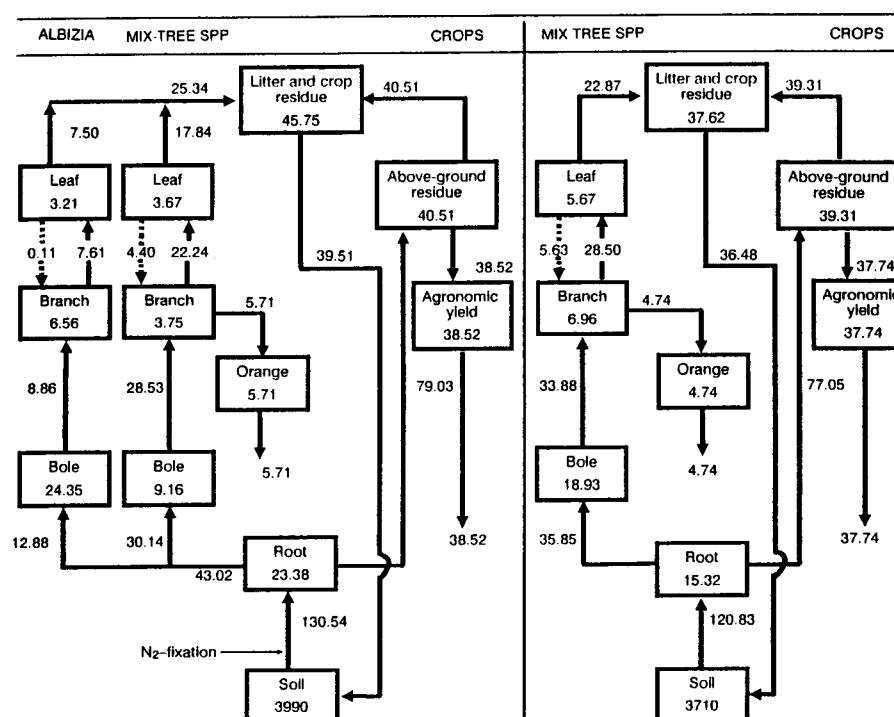 ALBIZIA MIX-TREE SPP CROPS
25.34
Litter and crop
residue
45.75
40.51
7.50
17.84
Leaf
3.21
Leaf
3.67
Above-ground
residue
40.51
0.11
7.61
4.40
22.24
39.51
38.52
Branch
6.56
Branch
3.75
5.71
Agronomic
yield
38.52
Orange
5.71
8.86
28.53
79.03
5.71
Bole
24.35
Bole
9.16
12.88
30.14
38.52
43.02
Root
23.38
130.54
N₂-fixation
Soil
3990
MIX TREE SPP CROPS
22.87
Litter and crop
residue
37.62
39.31
Leaf
5.67
Above-ground
residue
39.31
5.63
28.50
36.48
37.74
Branch
6.96
4.74
Agronomic
yield
37.74
Orange
4.74
33.88
77.05
4.74
Bole
18.93
35.85
37.74
Root
15.32
120.83
Soil
3710